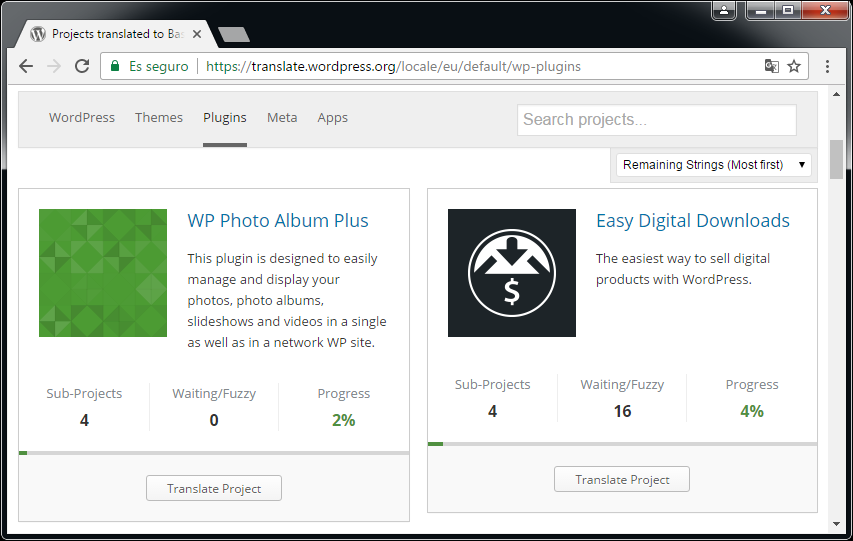 Projects translated to Bas
Es seguro
https://translate.wordpress.org/locale/eu/default/wp-plugins
WordPress Themes Plugins Meta Apps
Search projects...
Remaining Strings (Most first)
WP Photo Album Plus
This plugin is designed to easily
manage and display your
photos, photo albums,
slideshows and videos in a single
as well as in a network WP site.
Sub-Projects Waiting/Fuzzy Progress
4 0 2%
Translate Project
Easy Digital Downloads
The easiest way to sell digital
products with WordPress.
$
Sub-Projects Waiting/Fuzzy Progress
4 16 4%
Translate Project